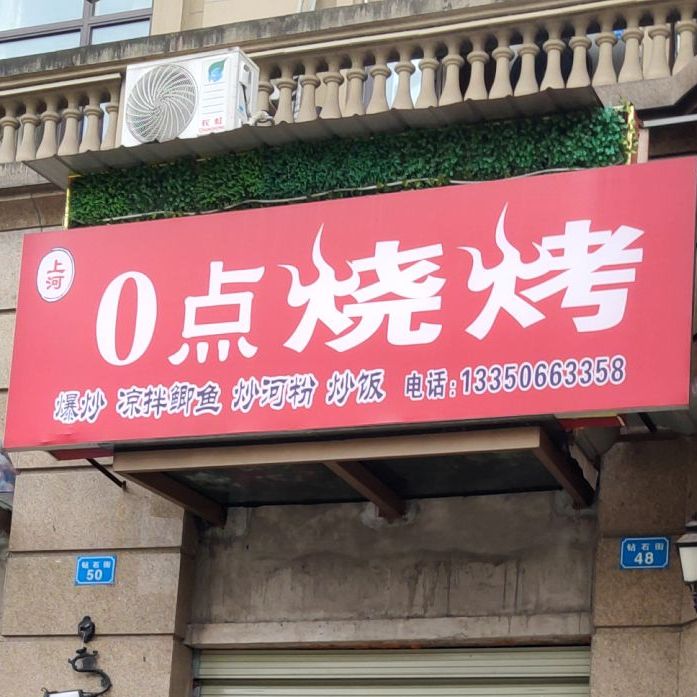 上河
0点烧烤
爆炒 凉拌鲫鱼 炒河粉 炒饭 电话:13350663358
钻石街
50
钻石街
48